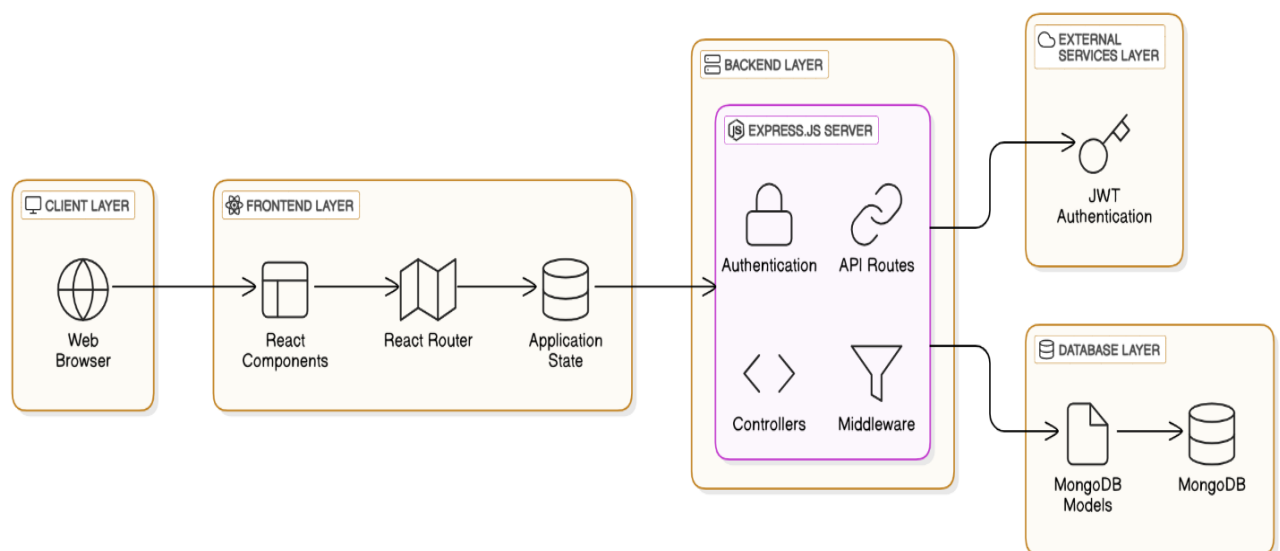 CLIENT LAYER
Web
Browser
FRONTEND LAYER
React
Components
React Router
Application
State
BACKEND LAYER
JS
EXPRESS.JS SERVER
Authentication
API Routes
Controllers
Middleware
EXTERNAL
SERVICES LAYER
JWT
Authentication
DATABASE LAYER
MongoDB
Models
MongoDB